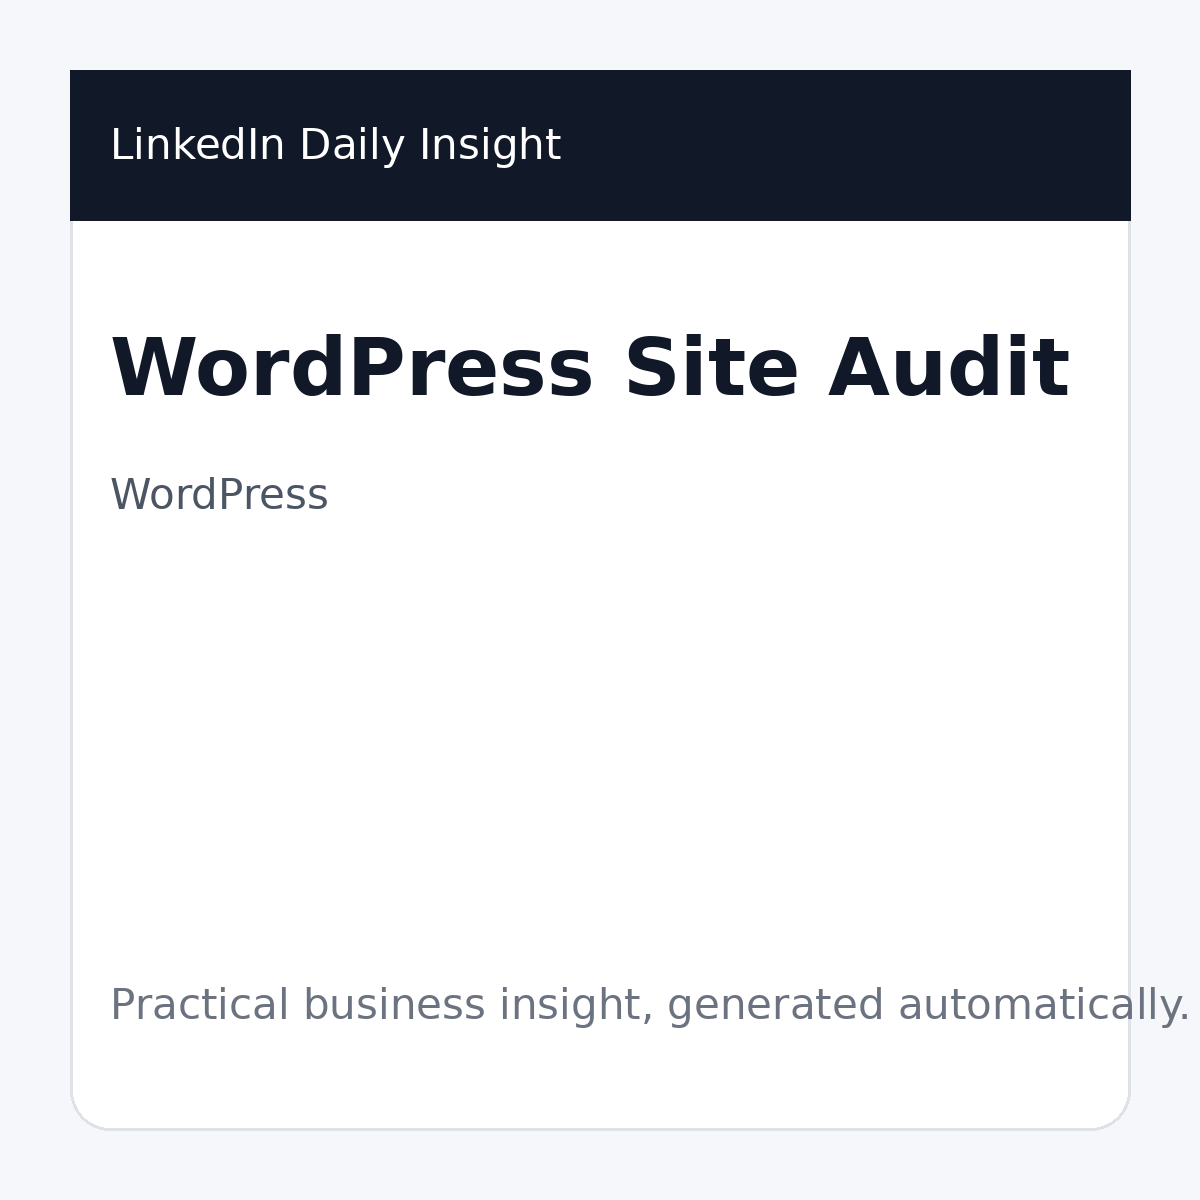 LinkedIn Daily Insight
WordPress Site Audit
WordPress
Practical business insight, generated automatically.